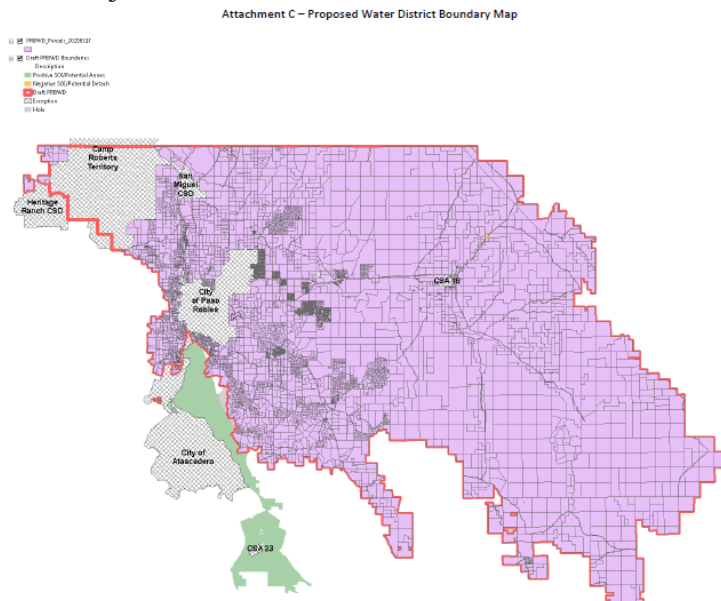 Attachment C – Proposed Water District Boundary Map
Draft PRBWD Boundaries
Description
Positive SOI/Potential Annex
Negative SOI/Potential Detach
Draft PRBWD
Exception
Hole
Camp
Roberts
Territory
San
Miguel
CSD
Heritage
Ranch CSD
City
of Paso
Robles
CSA 16
City of
Atascadero
CSA 23